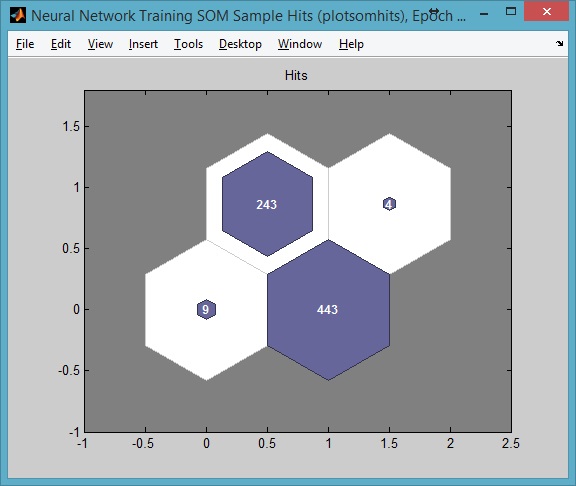 Neural Network Training SOM Sample Hits (plotsomhits), Epoch ...
File Edit View Insert Tools Desktop Window Help
Hits
1.5
1
0.5
0
-0.5
-1
243
4
9
443
-1 -0.5 0 0.5 1 1.5 2 2.5